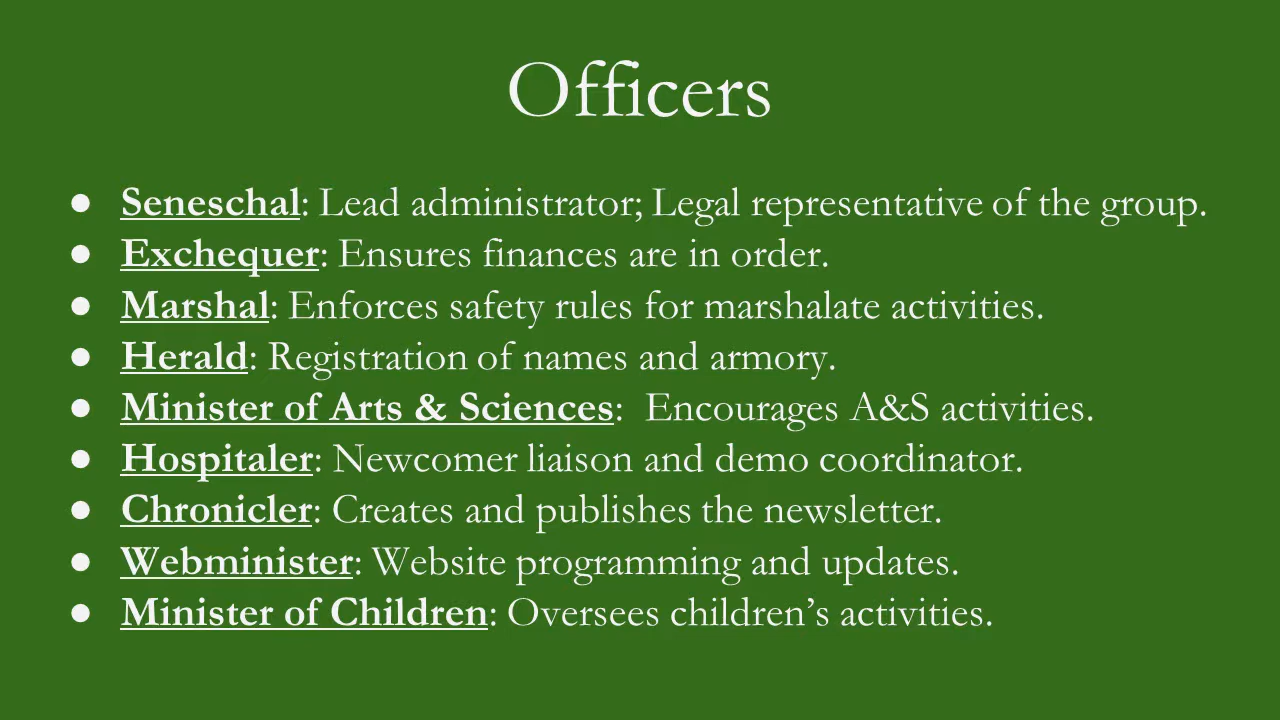 Officers
● Seneschal: Lead administrator; Legal representative of the group.
● Exchequer: Ensures finances are in order.
● Marshal: Enforces safety rules for marshalate activities.
● Herald: Registration of names and armory.
● Minister of Arts & Sciences:  Encourages A&S activities.
● Hospitaler: Newcomer liaison and demo coordinator.
● Chronicler: Creates and publishes the newsletter.
● Webminister: Website programming and updates.
● Minister of Children: Oversees children’s activities.